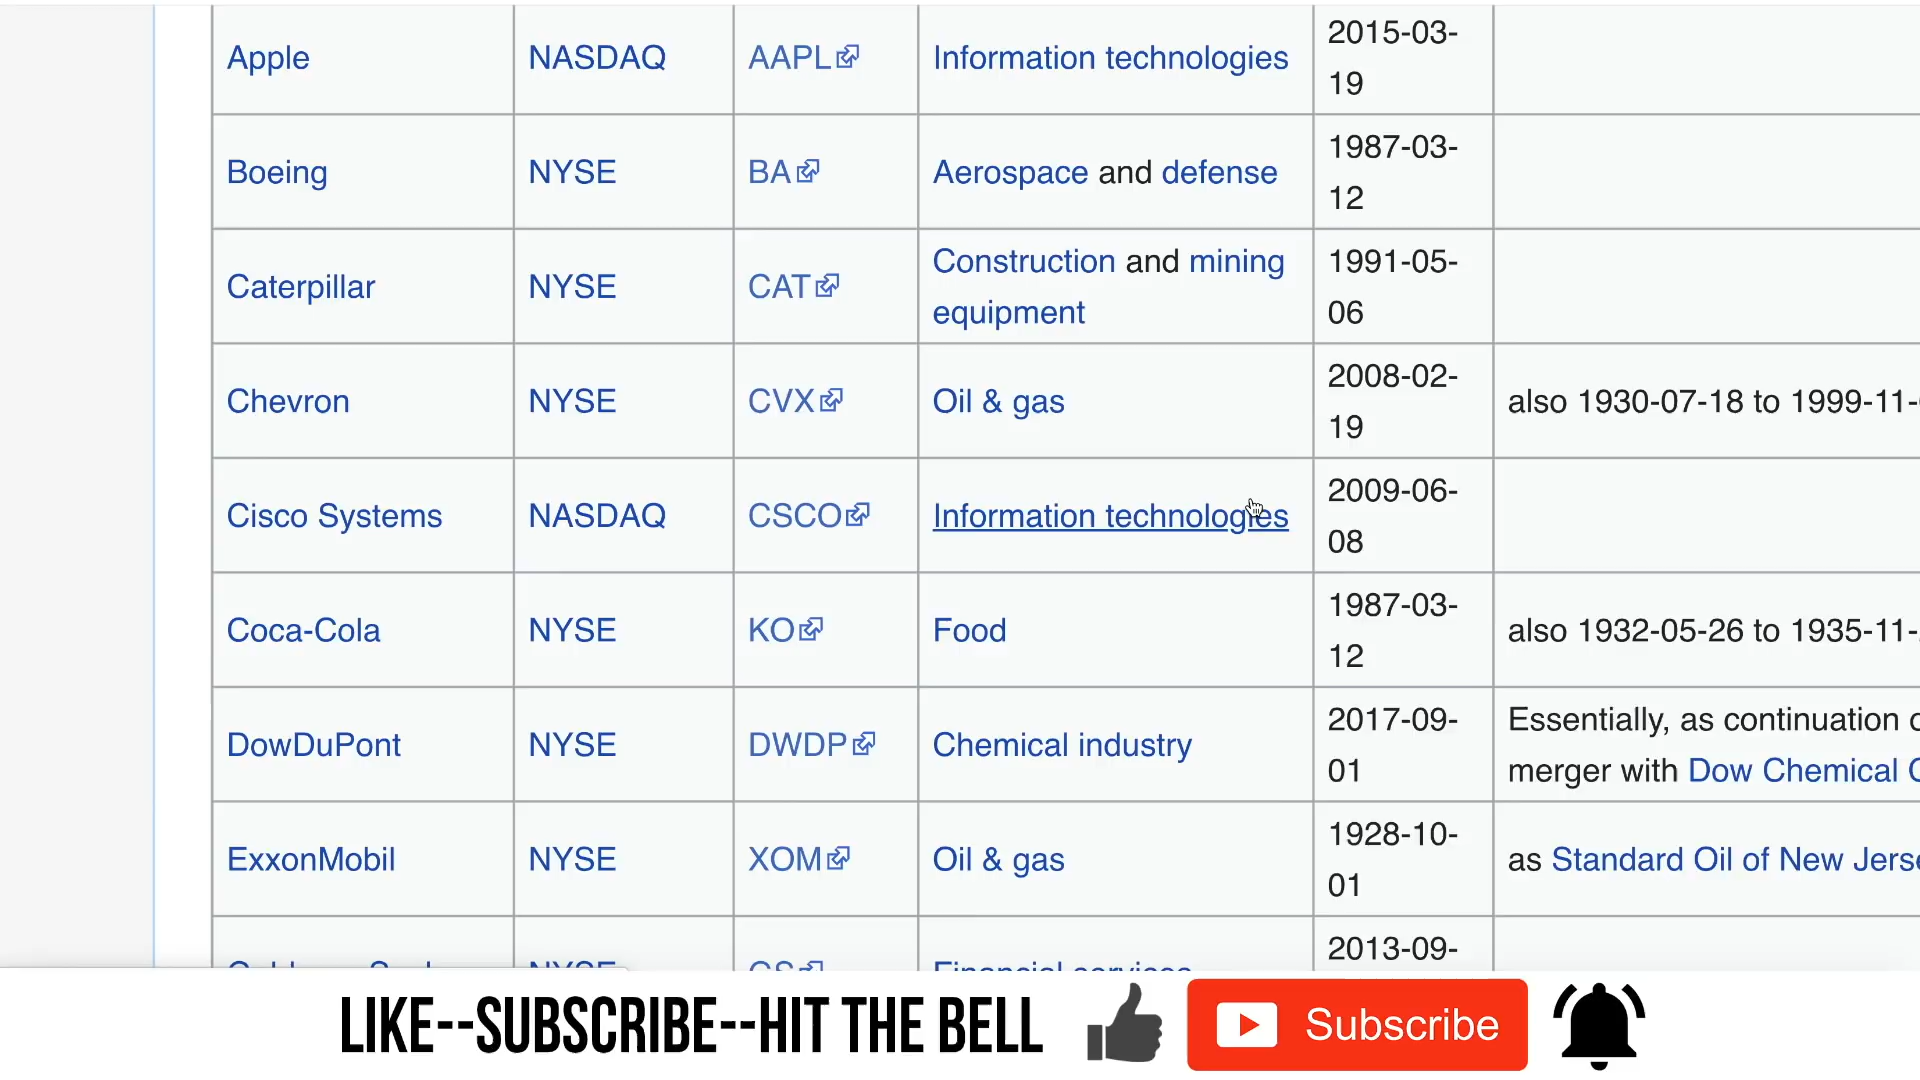 Apple NASDAQ AAPL Information technologies 2015-03-
19
Boeing NYSE BA Aerospace and defense 1987-03-
12
Caterpillar NYSE CAT Construction and mining
equipment 1991-05-
06
Chevron NYSE CVX Oil & gas 2008-02-
19 also 1930-07-18 to 1999-11-
Cisco Systems NASDAQ CSCO Information technologies 2009-06-
08
Coca-Cola NYSE KO Food 1987-03-
12 also 1932-05-26 to 1935-11-
DowDuPont NYSE DWDP Chemical industry 2017-09-
01 Essentially, as continuation
merger with Dow Chemical
ExxonMobil NYSE XOM Oil & gas 1928-10-
01 as Standard Oil of New Jerse
NYSE GS Financial services 2013-09-
LIKE--SUBSCRIBE--HIT THE BELL Subscribe